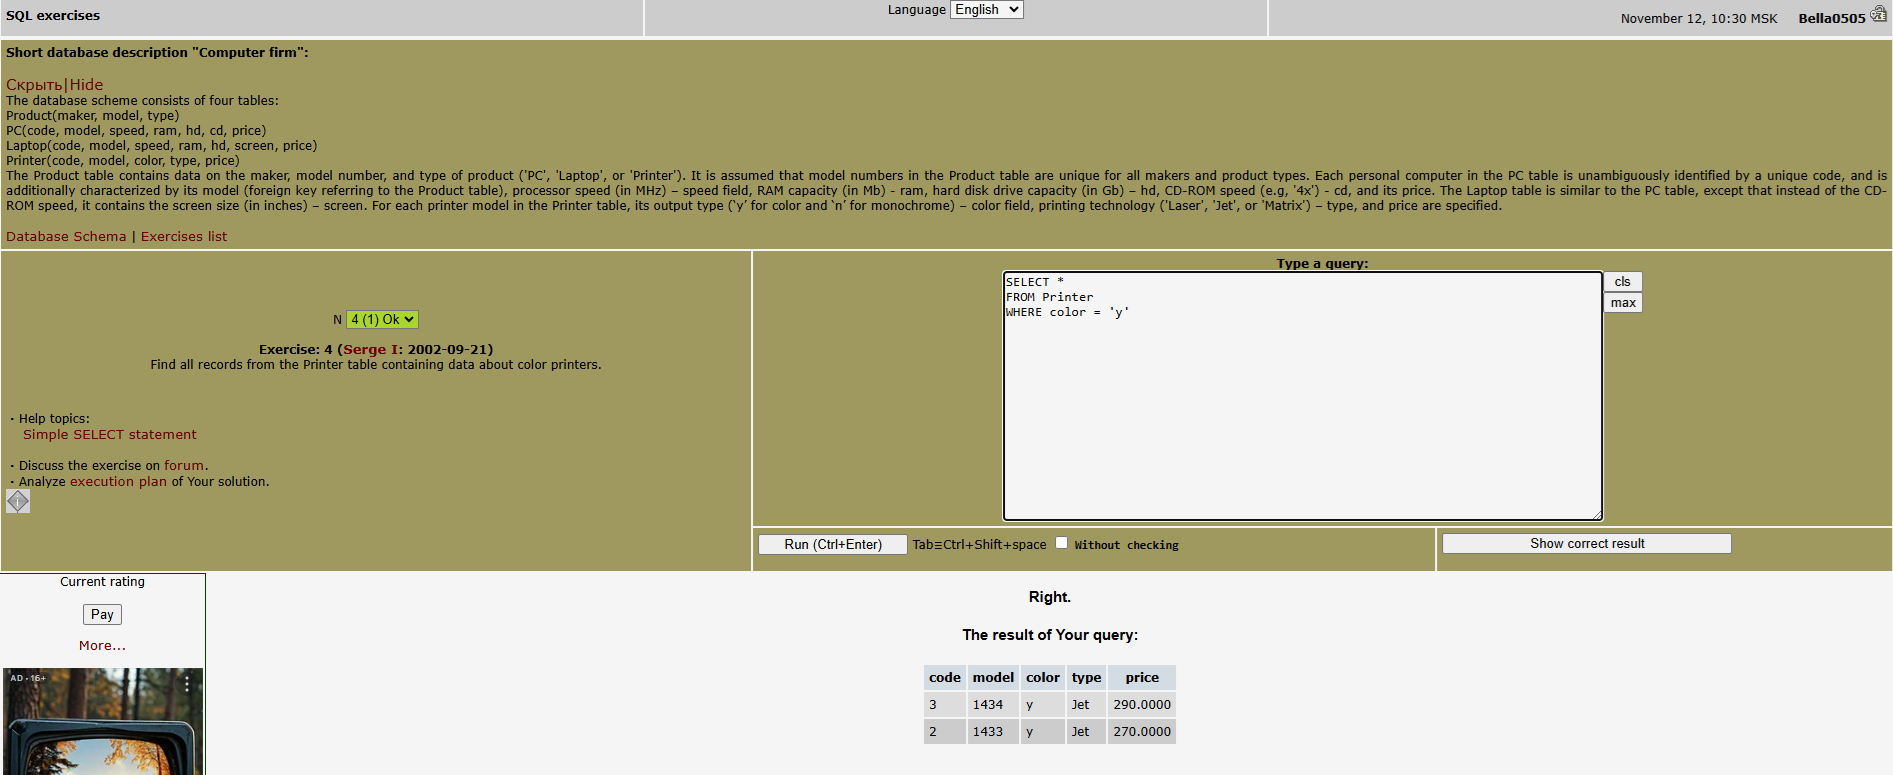 SQL exercises
Language English
November 12, 10:30 MSK Bella0505
Short database description "Computer firm":
Скрыть|Hide
The database scheme consists of four tables:
Product(maker, model, type)
PC(code, model, speed, ram, hd, cd, price)
Laptop(code, model, speed, ram, hd, screen, price)
Printer(code, model, color, type, price)
The Product table contains data on the maker, model number, and type of product ('PC', 'Laptop', or 'Printer'). It is assumed that model numbers in the Product table are unique for all makers and product types. Each personal computer in the PC table is unambiguously identified by a unique code, and is
additionally characterized by its model (foreign key referring to the Product table), processor speed (in MHz) – speed field, RAM capacity (in Mb) - ram, hard disk drive capacity (in Gb) – hd, CD-ROM speed (e.g, '4x') - cd, and its price. The Laptop table is similar to the PC table, except that instead of the CD-
ROM speed, it contains the screen size (in inches) – screen. For each printer model in the Printer table, its output type (‘y’ for color and ‘n’ for monochrome) – color field, printing technology ('Laser', 'Jet', or 'Matrix') – type, and price are specified.
Database Schema | Exercises list
N 4 (1) Ok
Exercise: 4 (Serge I: 2002-09-21)
Find all records from the Printer table containing data about color printers.
· Help topics:
Simple SELECT statement
· Discuss the exercise on forum.
· Analyze execution plan of Your solution.
Type a query:
SELECT *
FROM Printer
WHERE color = 'y'
cls
max
Run (Ctrl+Enter) Tab≡Ctrl+Shift+space Without checking
Show correct result
Current rating
Pay
More...
AD · 16+
Right.
The result of Your query:
code model color type price
3 1434 y Jet 290.0000
2 1433 y Jet 270.0000